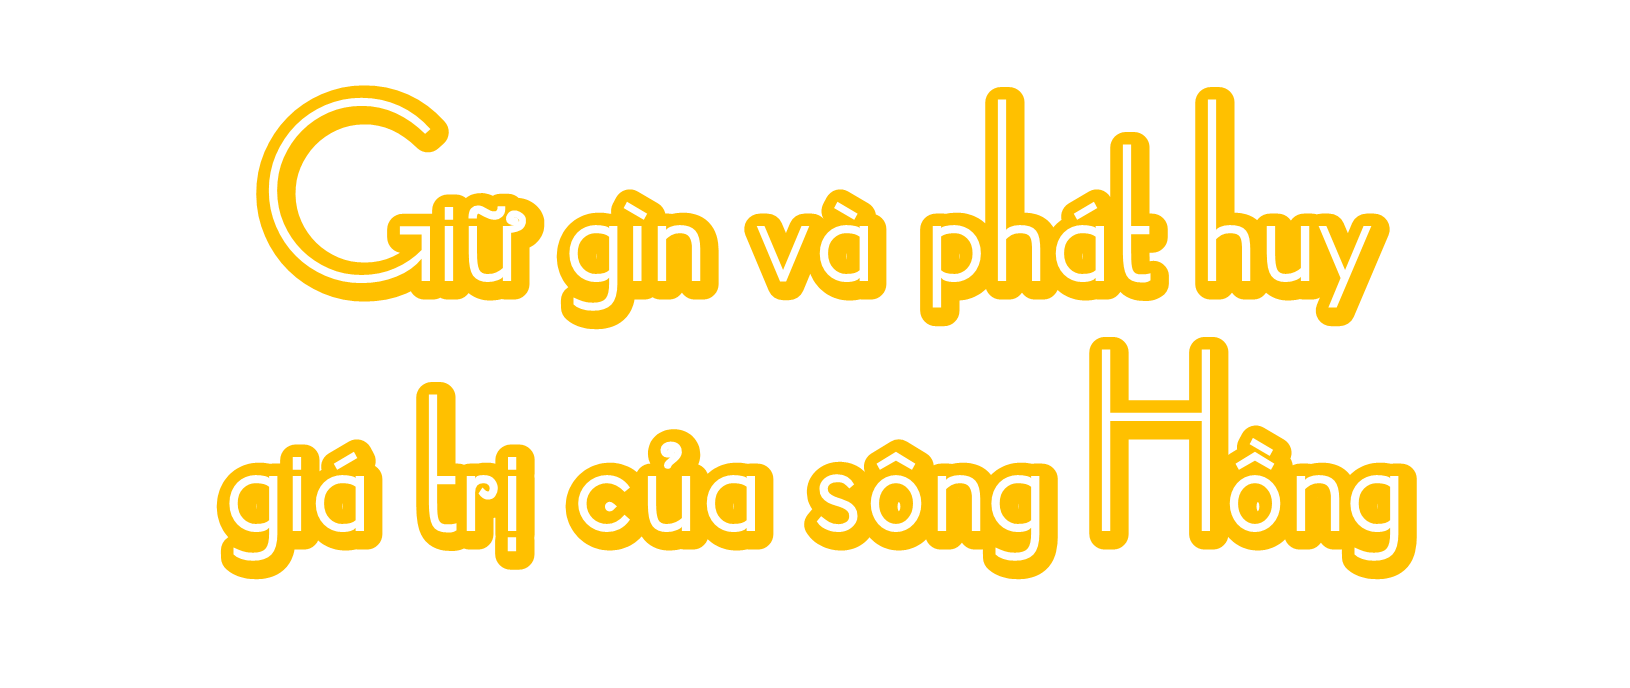 Giữ gìn và phát huy
giá trị của sông Hồng